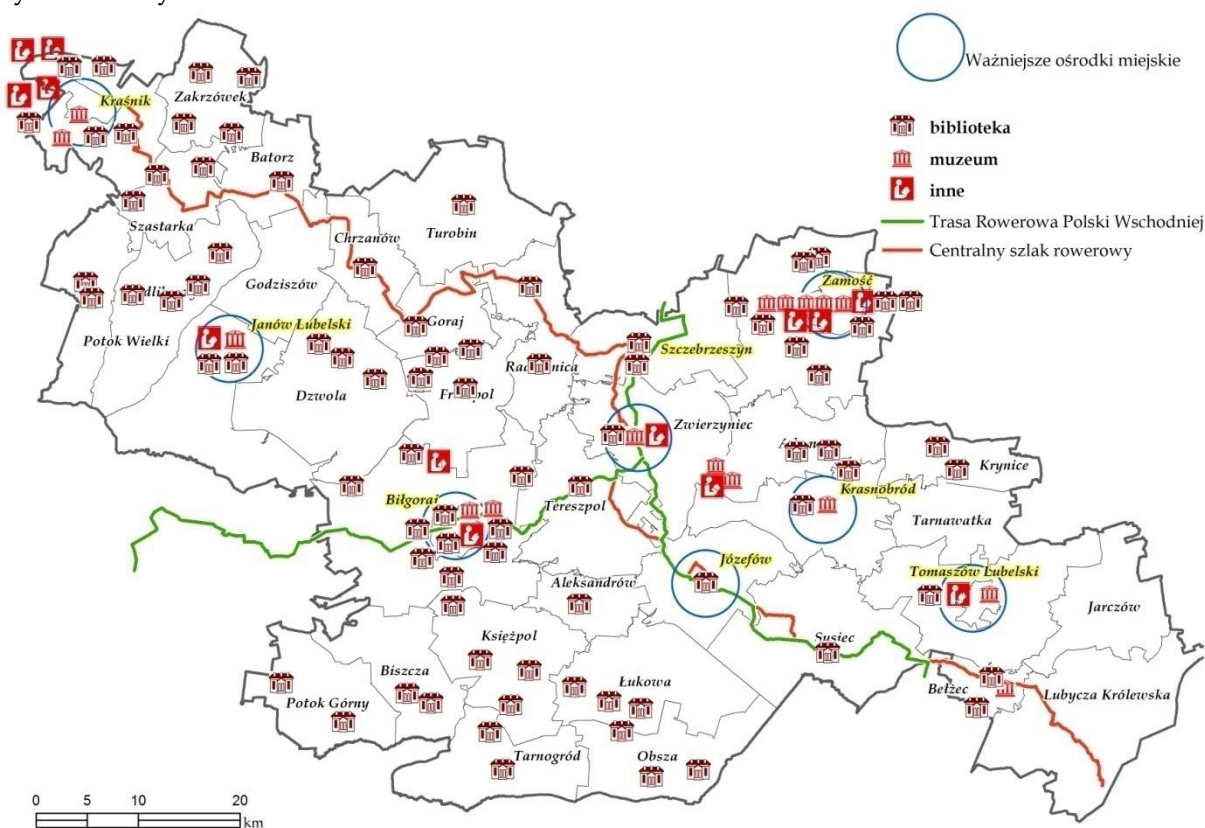 Ważniejsze ośrodki miejskie
biblioteka
muzeum
inne
Trasa Rowerowa Polski Wschodniej
Centralny szlak rowerowy
Kraśnik
Zakrzówek
Batorz
Szastarka
Chrzanów
Turobin
Godziszów
Zamość
Goraj
Janów Lubelski
Potok Wielki
Szczebrzeszyn
Dzwola
Zwierzyniec
Krynice
Krasnobród
Biłgoraj
Tereszpol
Tarnawatka
Józefów
Tomaszów Lubelski
Aleksandrów
Jarczów
Księżpol
Susiec
Biszcza
Łukowa
Bełżec
Lubycza Królewska
Potok Górny
Tarnogród
Obsza
0 5 10 20
km